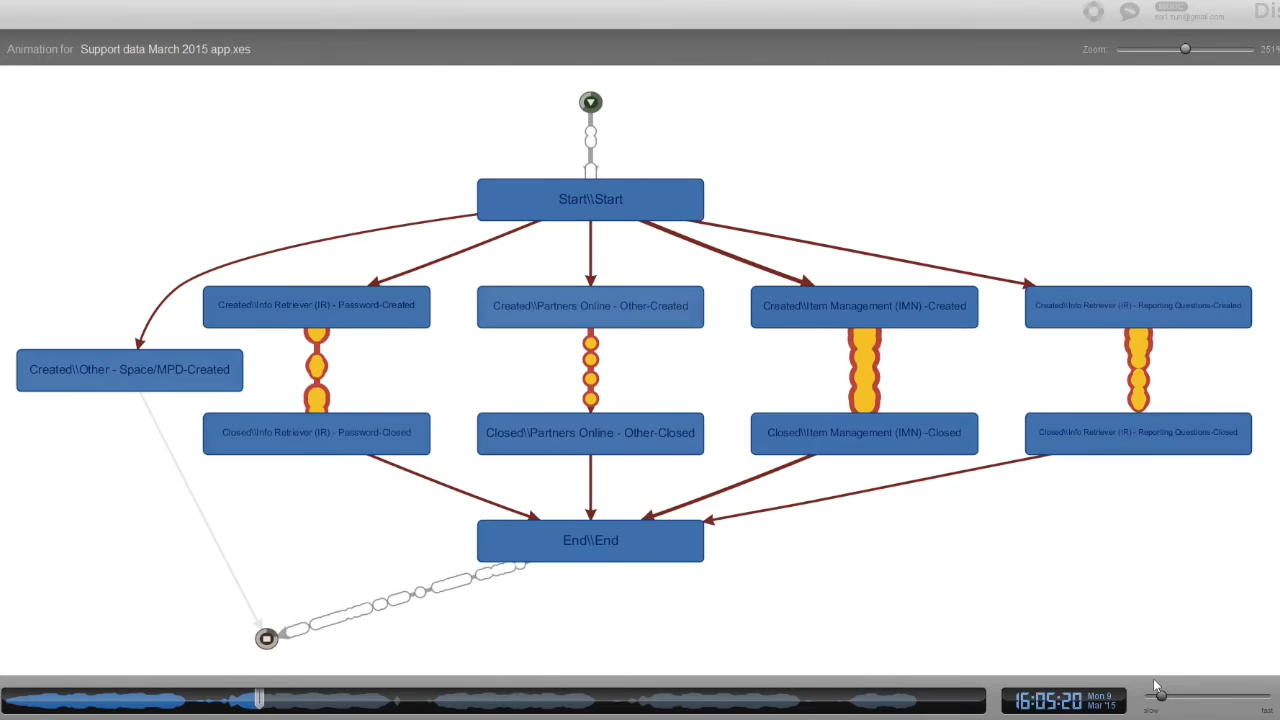 Animation for Support data March 2015 app.xes
Zoom:
251%
Start\\Start
Created\\Info Retriever (IR) - Password-Created
Created\\Partners Online - Other-Created
Created\\Item Management (IMN) -Created
Created\\Info Retriever (IR) - Reporting Questions-Created
Created\\Other - Space/MPD-Created
Closed\\Info Retriever (IR) - Password-Closed
Closed\\Partners Online - Other-Closed
Closed\\Item Management (IMN) -Closed
Closed\\Info Retriever (IR) - Reporting Questions-Closed
End\\End
16:05:20 Mon 9
Mar '15
slow
fast